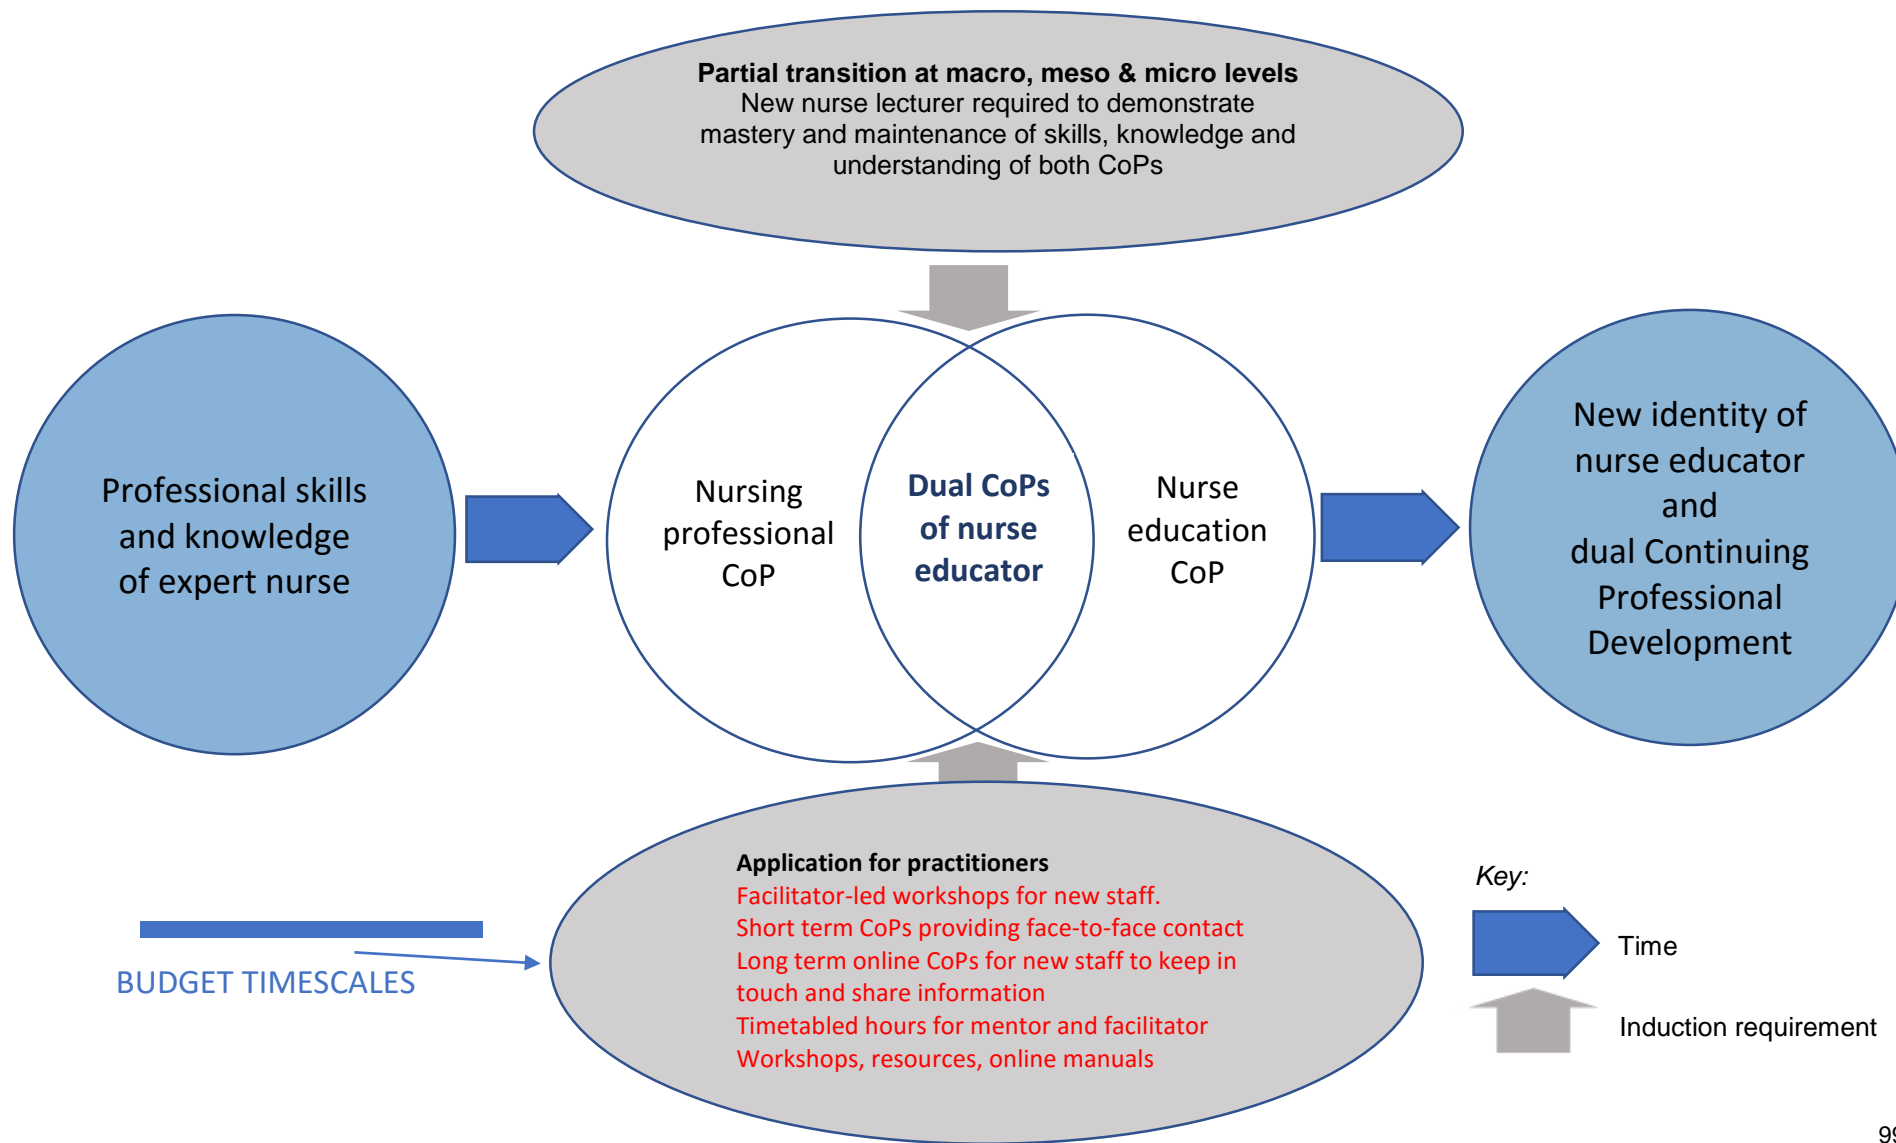 Partial transition at macro, meso & micro levels
New nurse lecturer required to demonstrate
mastery and maintenance of skills, knowledge and
understanding of both CoPs
Professional skills
and knowledge
of expert nurse
Nursing
professional
CoP
Dual CoPs
of nurse
educator
Nurse
education
CoP
New identity of
nurse educator
and
dual Continuing
Professional
Development
Application for practitioners
Facilitator-led workshops for new staff.
Short term CoPs providing face-to-face contact
Long term online CoPs for new staff to keep in
touch and share information
Timetabled hours for mentor and facilitator
Workshops, resources, online manuals
BUDGET TIMESCALES
Key:
Time
Induction requirement
99